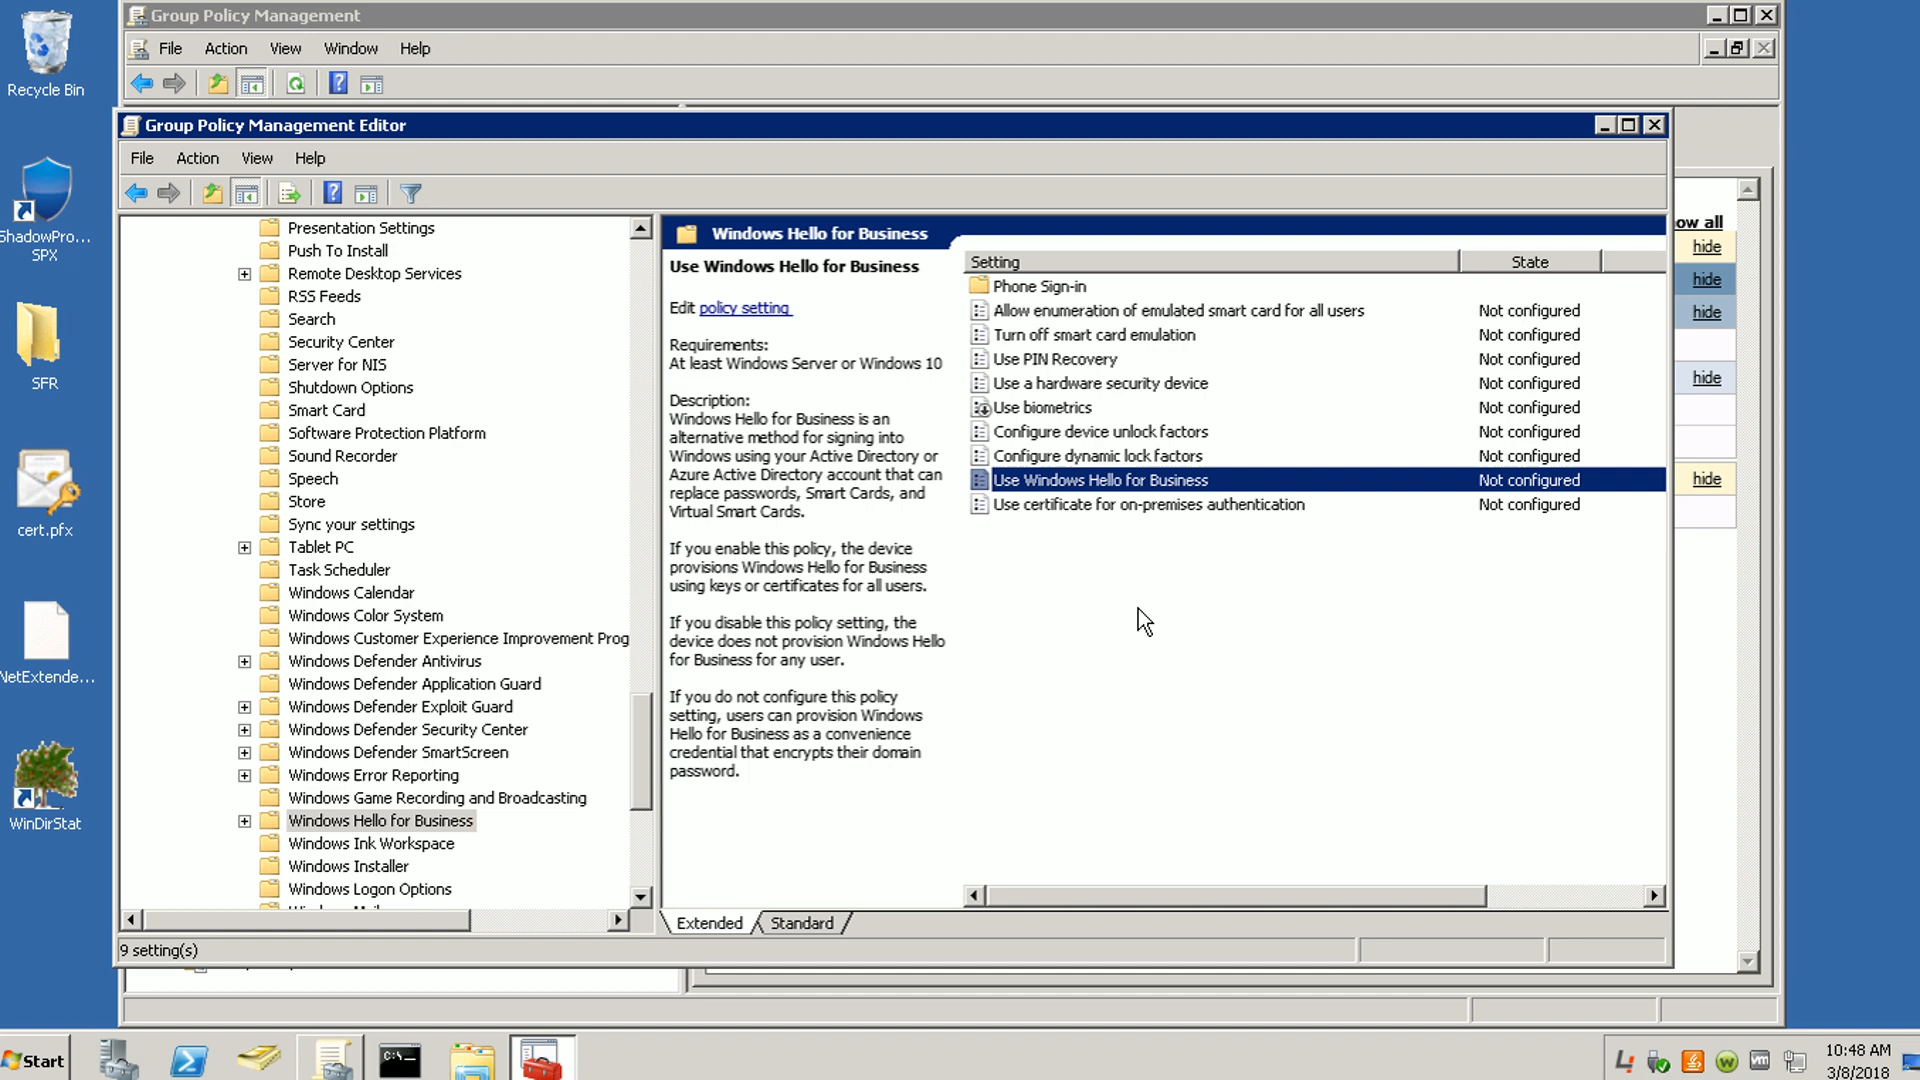 Group Policy Management
File Action View Window Help
Group Policy Management Editor
File Action View Help
Presentation Settings
Push To Install
Remote Desktop Services
RSS Feeds
Search
Security Center
Server for NIS
Shutdown Options
Smart Card
Software Protection Platform
Sound Recorder
Speech
Store
Sync your settings
Tablet PC
Task Scheduler
Windows Calendar
Windows Color System
Windows Customer Experience Improvement Prog
Windows Defender Antivirus
Windows Defender Application Guard
Windows Defender Exploit Guard
Windows Defender Security Center
Windows Defender SmartScreen
Windows Error Reporting
Windows Game Recording and Broadcasting
Windows Hello for Business
Windows Ink Workspace
Windows Installer
Windows Logon Options
Windows Hello for Business
Use Windows Hello for Business
Edit policy setting
Requirements:
At least Windows Server or Windows 10
Description:
Windows Hello for Business is an
alternative method for signing into
Windows using your Active Directory or
Azure Active Directory account that can
replace passwords, Smart Cards, and
Virtual Smart Cards.
If you enable this policy, the device
provisions Windows Hello for Business
using keys or certificates for all users.
If you disable this policy setting, the
device does not provision Windows Hello
for Business for any user.
If you do not configure this policy
setting, users can provision Windows
Hello for Business as a convenience
credential that encrypts their domain
password.
Setting State
Phone Sign-in
Allow enumeration of emulated smart card for all users Not configured
Turn off smart card emulation Not configured
Use PIN Recovery Not configured
Use a hardware security device Not configured
Use biometrics Not configured
Configure device unlock factors Not configured
Configure dynamic lock factors Not configured
Use Windows Hello for Business Not configured
Use certificate for on-premises authentication Not configured
Extended Standard
9 setting(s)
ow all
hide
hide
hide
hide
hide
Recycle Bin
ShadowPro...
SPX
SFR
cert.pfx
NetExtende...
WinDirStat
Start
C:\
10:48 AM
3/8/2018